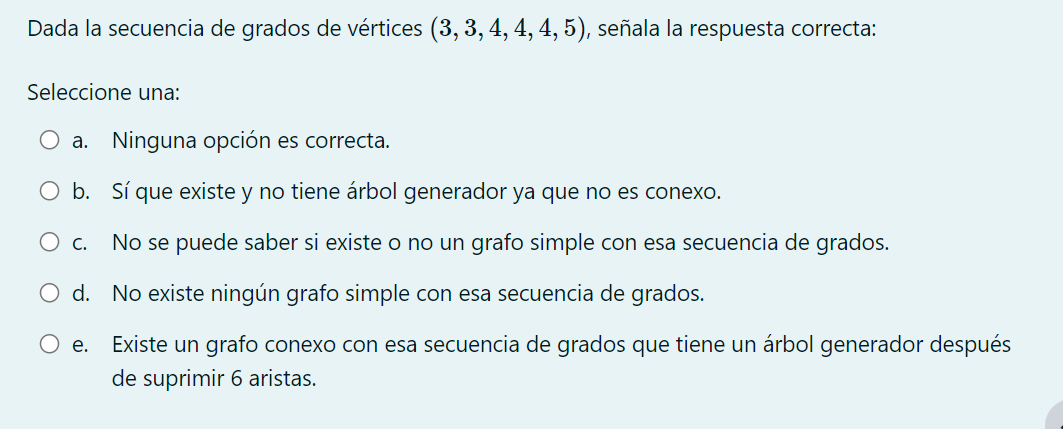 Dada la secuencia de grados de vértices (3, 3, 4, 4, 4, 5), señala la respuesta correcta:
Seleccione una:
a. Ninguna opción es correcta.
b. Sí que existe y no tiene árbol generador ya que no es conexo.
c. No se puede saber si existe o no un grafo simple con esa secuencia de grados.
d. No existe ningún grafo simple con esa secuencia de grados.
e. Existe un grafo conexo con esa secuencia de grados que tiene un árbol generador después
de suprimir 6 aristas.